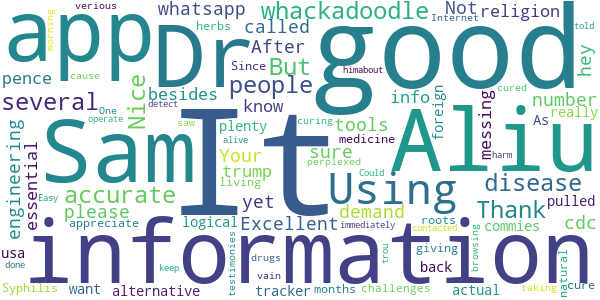 verious
morning
herbs
whatsapp
called
whackadoodle
Not
religion
app
Dr
good
Internet
told
After
hey
pence
cause
Since
himabout
cured
But
several
Nice
besides
people
info
foreign
number
One
detect
know
As
really
operate
saw
curing
perplexed
plenty
tools
medicine
Could
alive
harm
Sam
It
Aliu
messing
engineering
essential
accurate
Your
sure
trump
living
yet
Using
disease
please
demand
Thank
pulled
cdc
appreciate
logical
Excellent
roots
commies
Easy
immediately
contacted
information
usa
done
testimonies
drugs
giving
back
trou
browsing
actual
natural
want
tracker
months
challenges
cure
Syphilis
alternative
keep
vain
taking